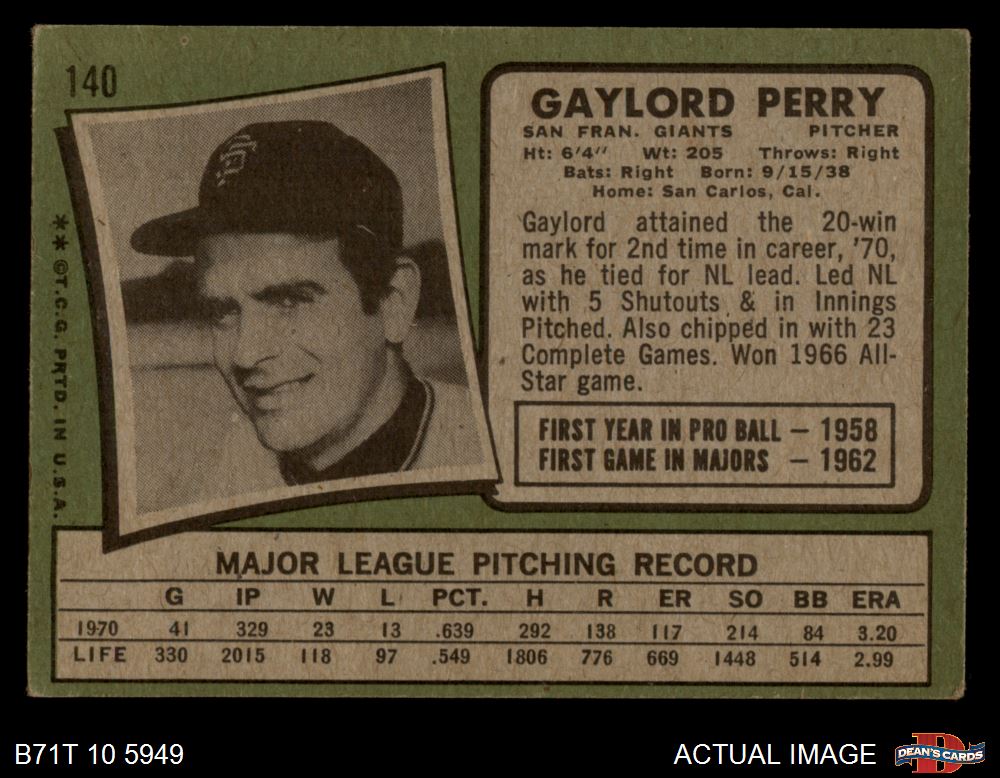 140
GAYLORD PERRY
SAN FRAN. GIANTS PITCHER
Ht: 6'4" Wt: 205 Throws: Right
Bats: Right Born: 9/15/38
Home: San Carlos, Cal.
Gaylord attained the 20-win
mark for 2nd time in career, '70,
as he tied for NL lead. Led NL
with 5 Shutouts & in Innings
Pitched. Also chipped in with 23
Complete Games. Won 1966 All-
Star game.
FIRST YEAR IN PRO BALL — 1958
FIRST GAME IN MAJORS — 1962
SF
**©T.C.G. PRTD. IN U.S.A.
MAJOR LEAGUE PITCHING RECORD
G IP W L PCT. H R ER SO BB ERA
1970 41 329 23 13 .639 292 138 117 214 84 3.20
LIFE 330 2015 118 97 .549 1806 776 669 1448 514 2.99
B71T 10 5949
ACTUAL IMAGE
D
DEAN'S CARDS